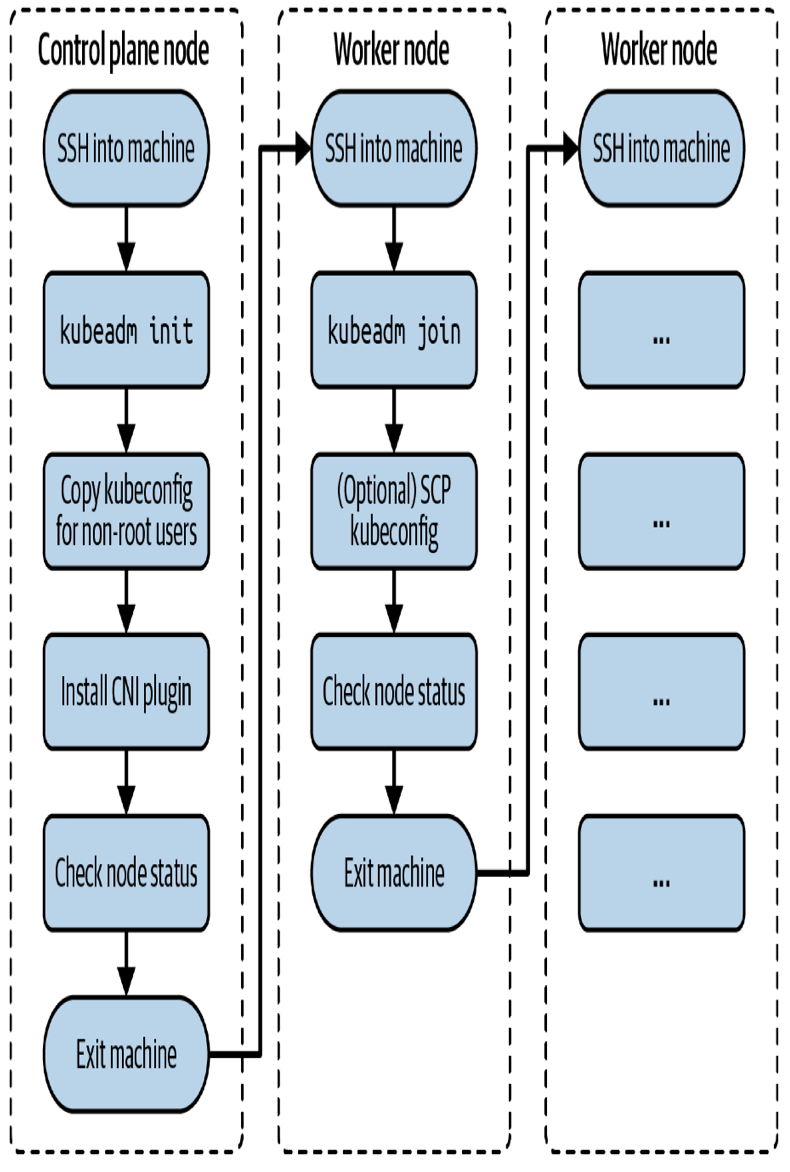 Control plane node
SSH into machine
kubeadm init
Copy kubeconfig
for non-root users
Install CNI plugin
Check node status
Exit machine
Worker node
SSH into machine
kubeadm join
(Optional) SCP
kubeconfig
Check node status
Exit machine
Worker node
SSH into machine
...
...
...
...